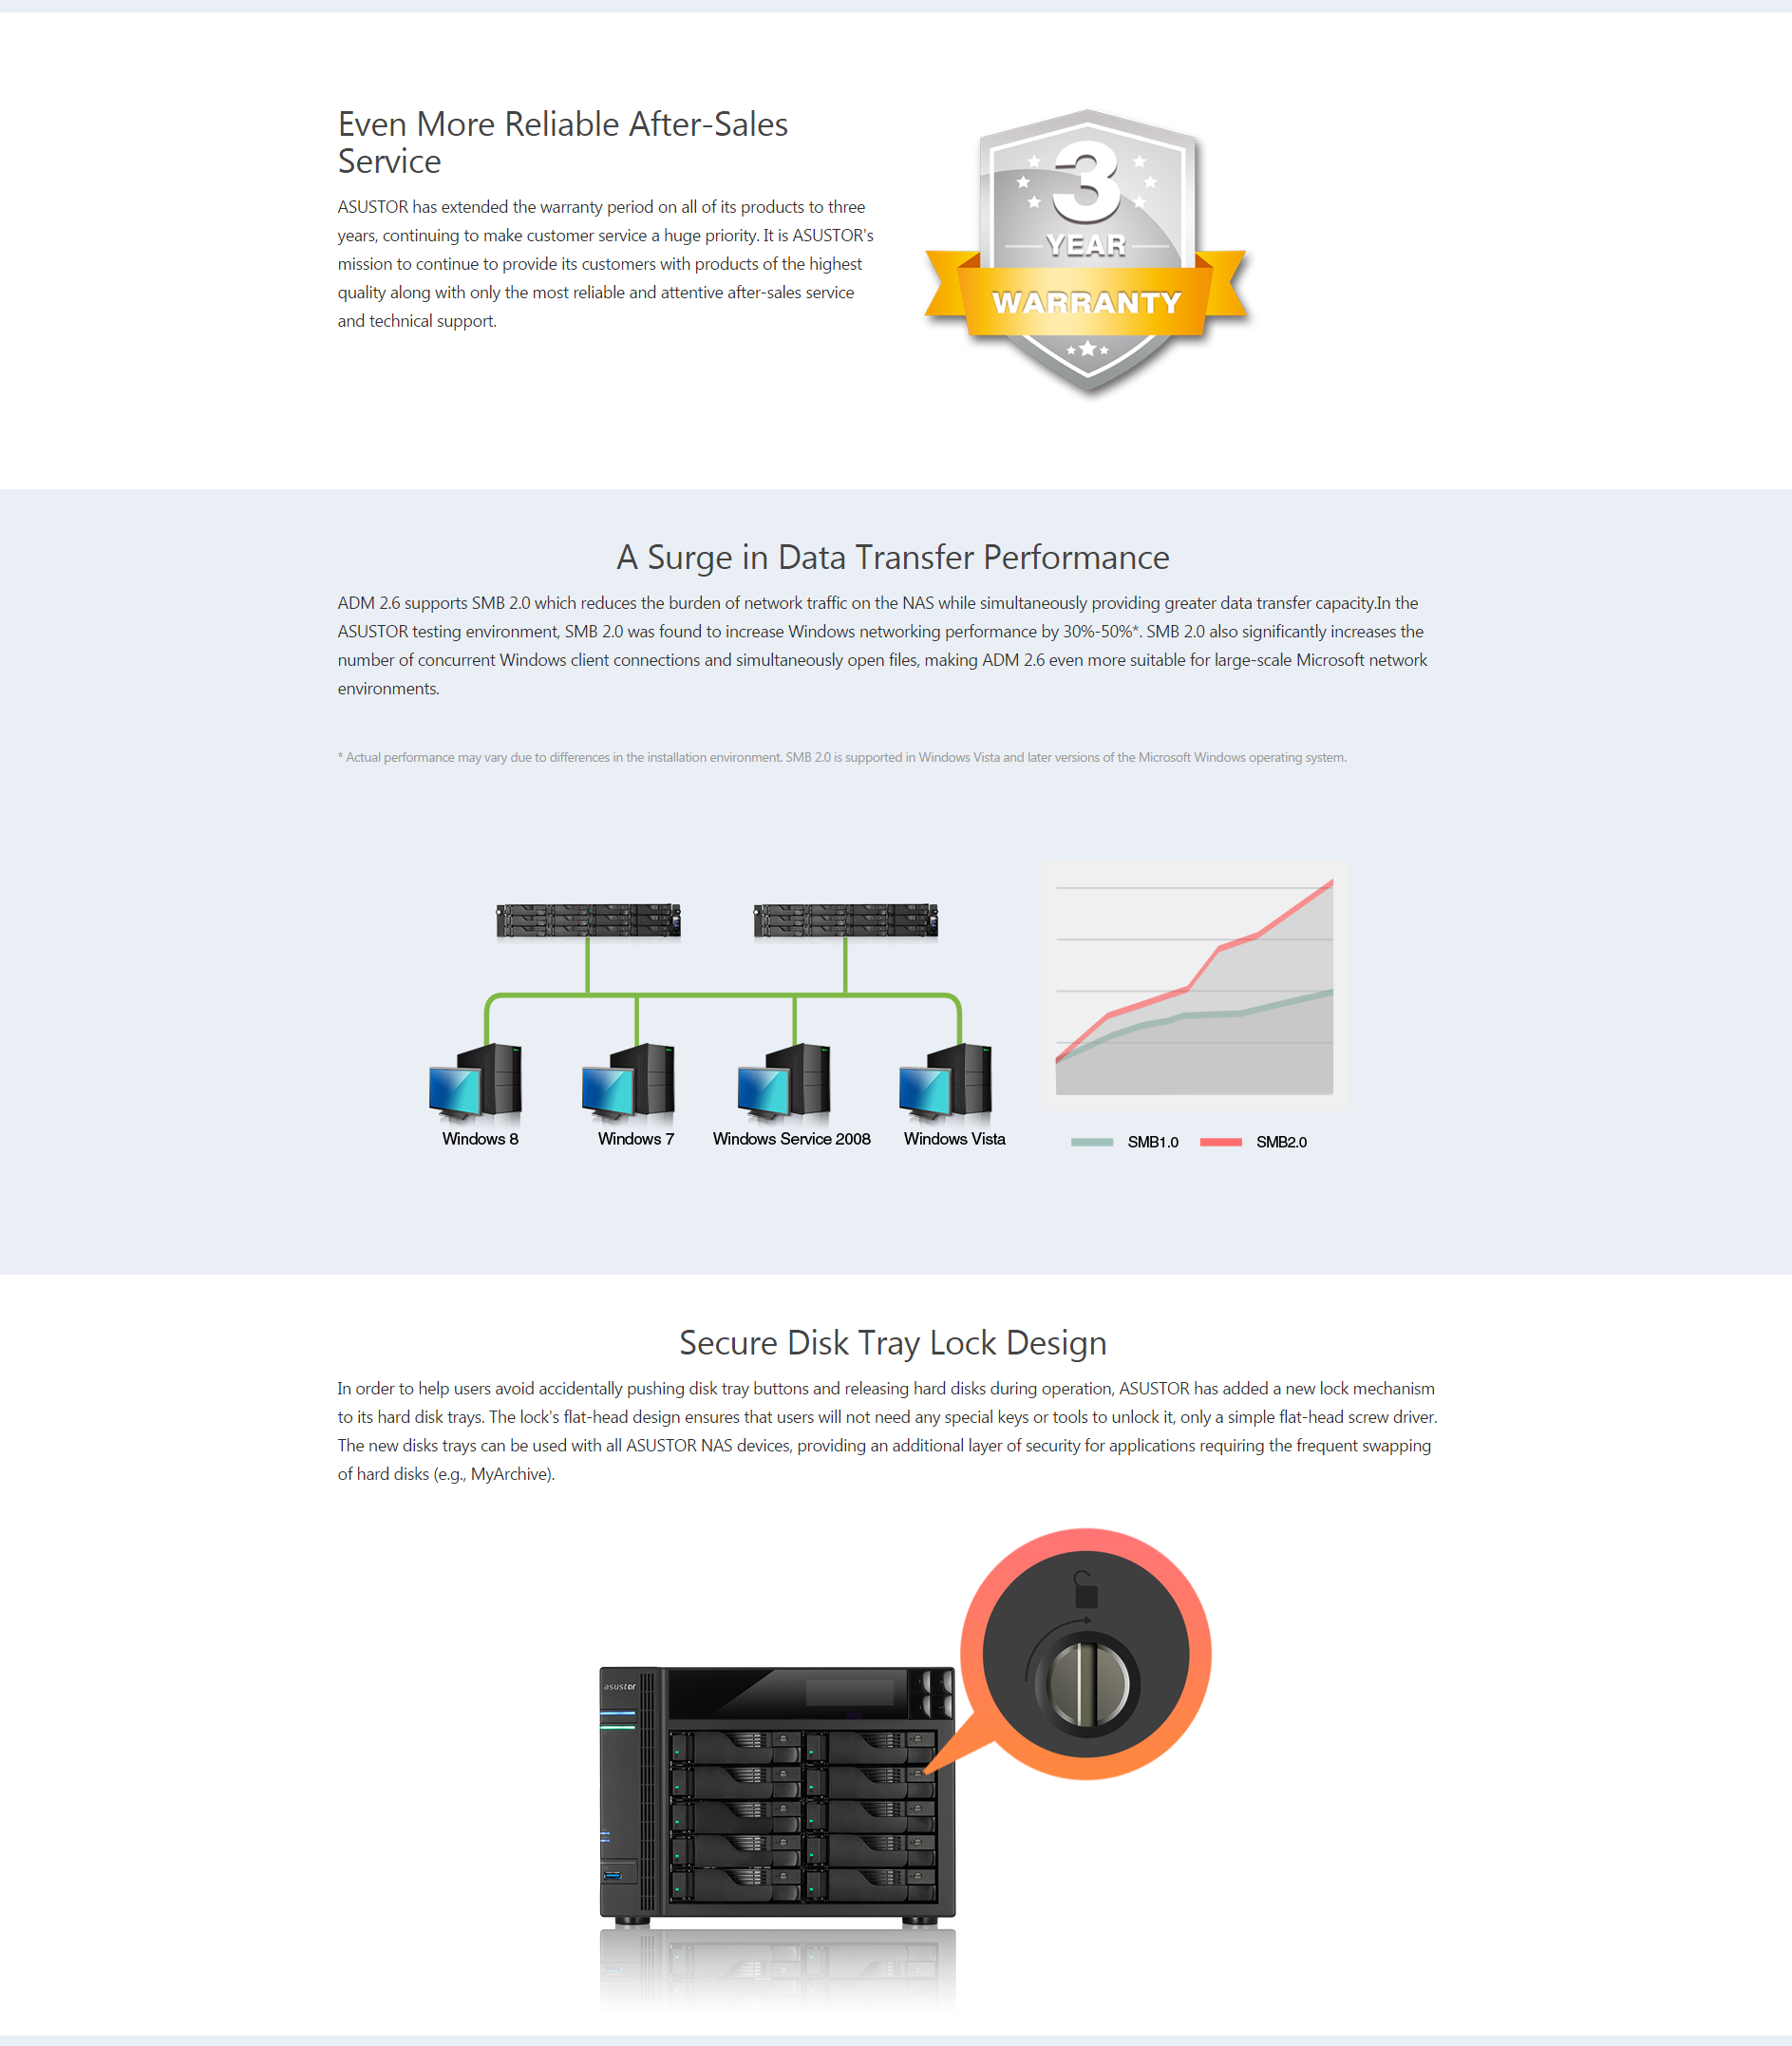 Even More Reliable After-Sales
Service
ASUSTOR has extended the warranty period on all of its products to three
years, continuing to make customer service a huge priority. It is ASUSTOR's
mission to continue to provide its customers with products of the highest
quality along with only the most reliable and attentive after-sales service
and technical support.
3
YEAR
WARRANTY
A Surge in Data Transfer Performance
ADM 2.6 supports SMB 2.0 which reduces the burden of network traffic on the NAS while simultaneously providing greater data transfer capacity.In the
ASUSTOR testing environment, SMB 2.0 was found to increase Windows networking performance by 30%-50%*. SMB 2.0 also significantly increases the
number of concurrent Windows client connections and simultaneously open files, making ADM 2.6 even more suitable for large-scale Microsoft network
environments.
* Actual performance may vary due to differences in the installation environment. SMB 2.0 is supported in Windows Vista and later versions of the Microsoft Windows operating system.
Windows 8
Windows 7
Windows Service 2008
Windows Vista
SMB1.0
SMB2.0
Secure Disk Tray Lock Design
In order to help users avoid accidentally pushing disk tray buttons and releasing hard disks during operation, ASUSTOR has added a new lock mechanism
to its hard disk trays. The lock's flat-head design ensures that users will not need any special keys or tools to unlock it, only a simple flat-head screw driver.
The new disks trays can be used with all ASUSTOR NAS devices, providing an additional layer of security for applications requiring the frequent swapping
of hard disks (e.g., MyArchive).
asustor